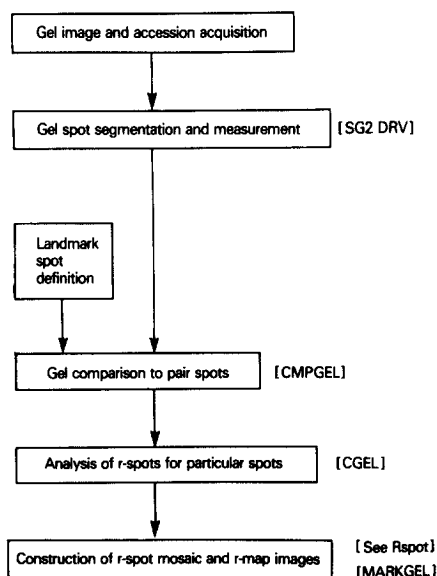 Gel image and accession acquisition
Gel spot segmentation and measurement [SG2 DRV]
Landmark
spot
definition
Gel comparison to pair spots [CMPGEL]
Analysis of r-spots for particular spots [CGEL]
Construction of r-spot mosaic and r-map images [See Rspot]
[MARKGEL]